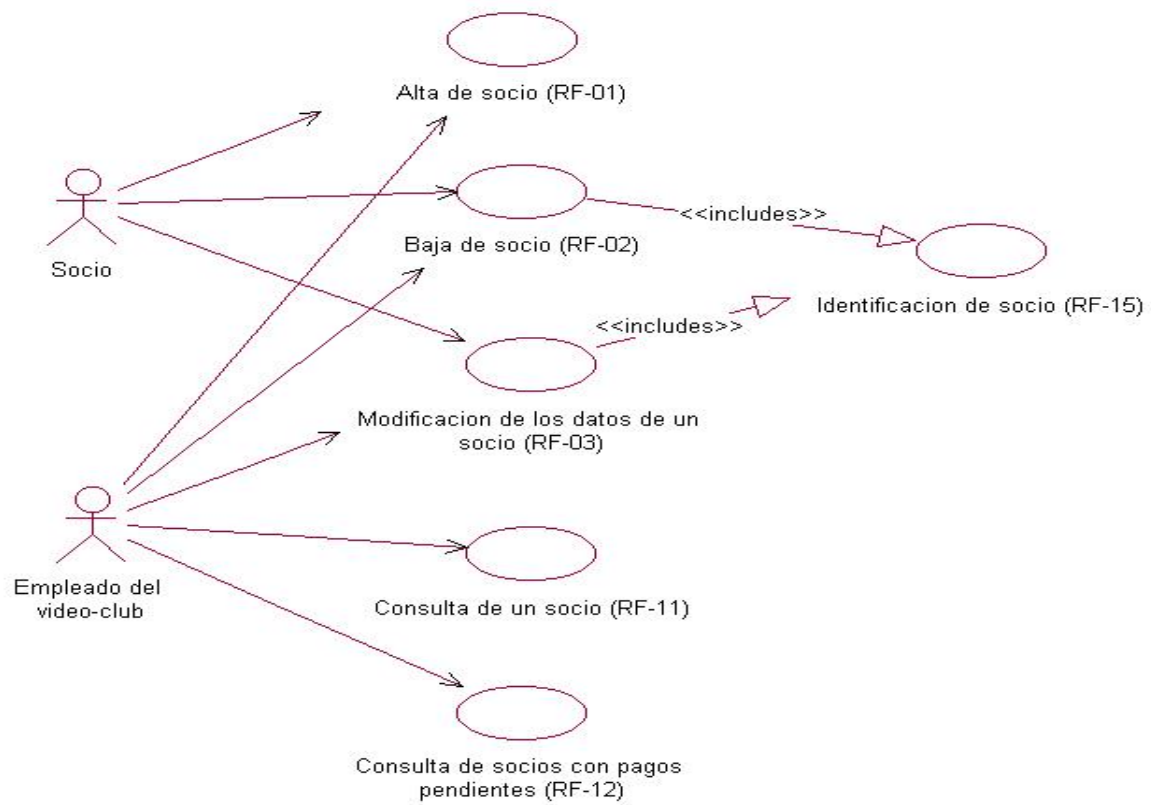 Alta de socio (RF-01)
Socio
Baja de socio (RF-02)
<<includes>>
Identificacion de socio (RF-15)
<<includes>>
Modificacion de los datos de un
socio (RF-03)
Empleado del
video-club
Consulta de un socio (RF-11)
Consulta de socios con pagos
pendientes (RF-12)